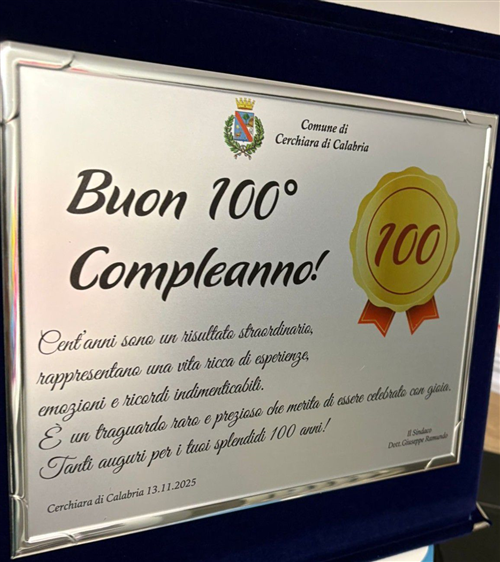 Comune di
Cerchiara di Calabria
Buon 100°
Compleanno!
100
Cent'anni sono un risultato straordinario,
rappresentano una vita ricca di esperienze,
emozioni e ricordi indimenticabili.
È un traguardo raro e prezioso che merita di essere celebrato con gioia.
Tanti auguri per i tuoi splendidi 100 anni!
Il Sindaco
Dott. Giuseppe Ramundo
Cerchiara di Calabria 13.11.2025